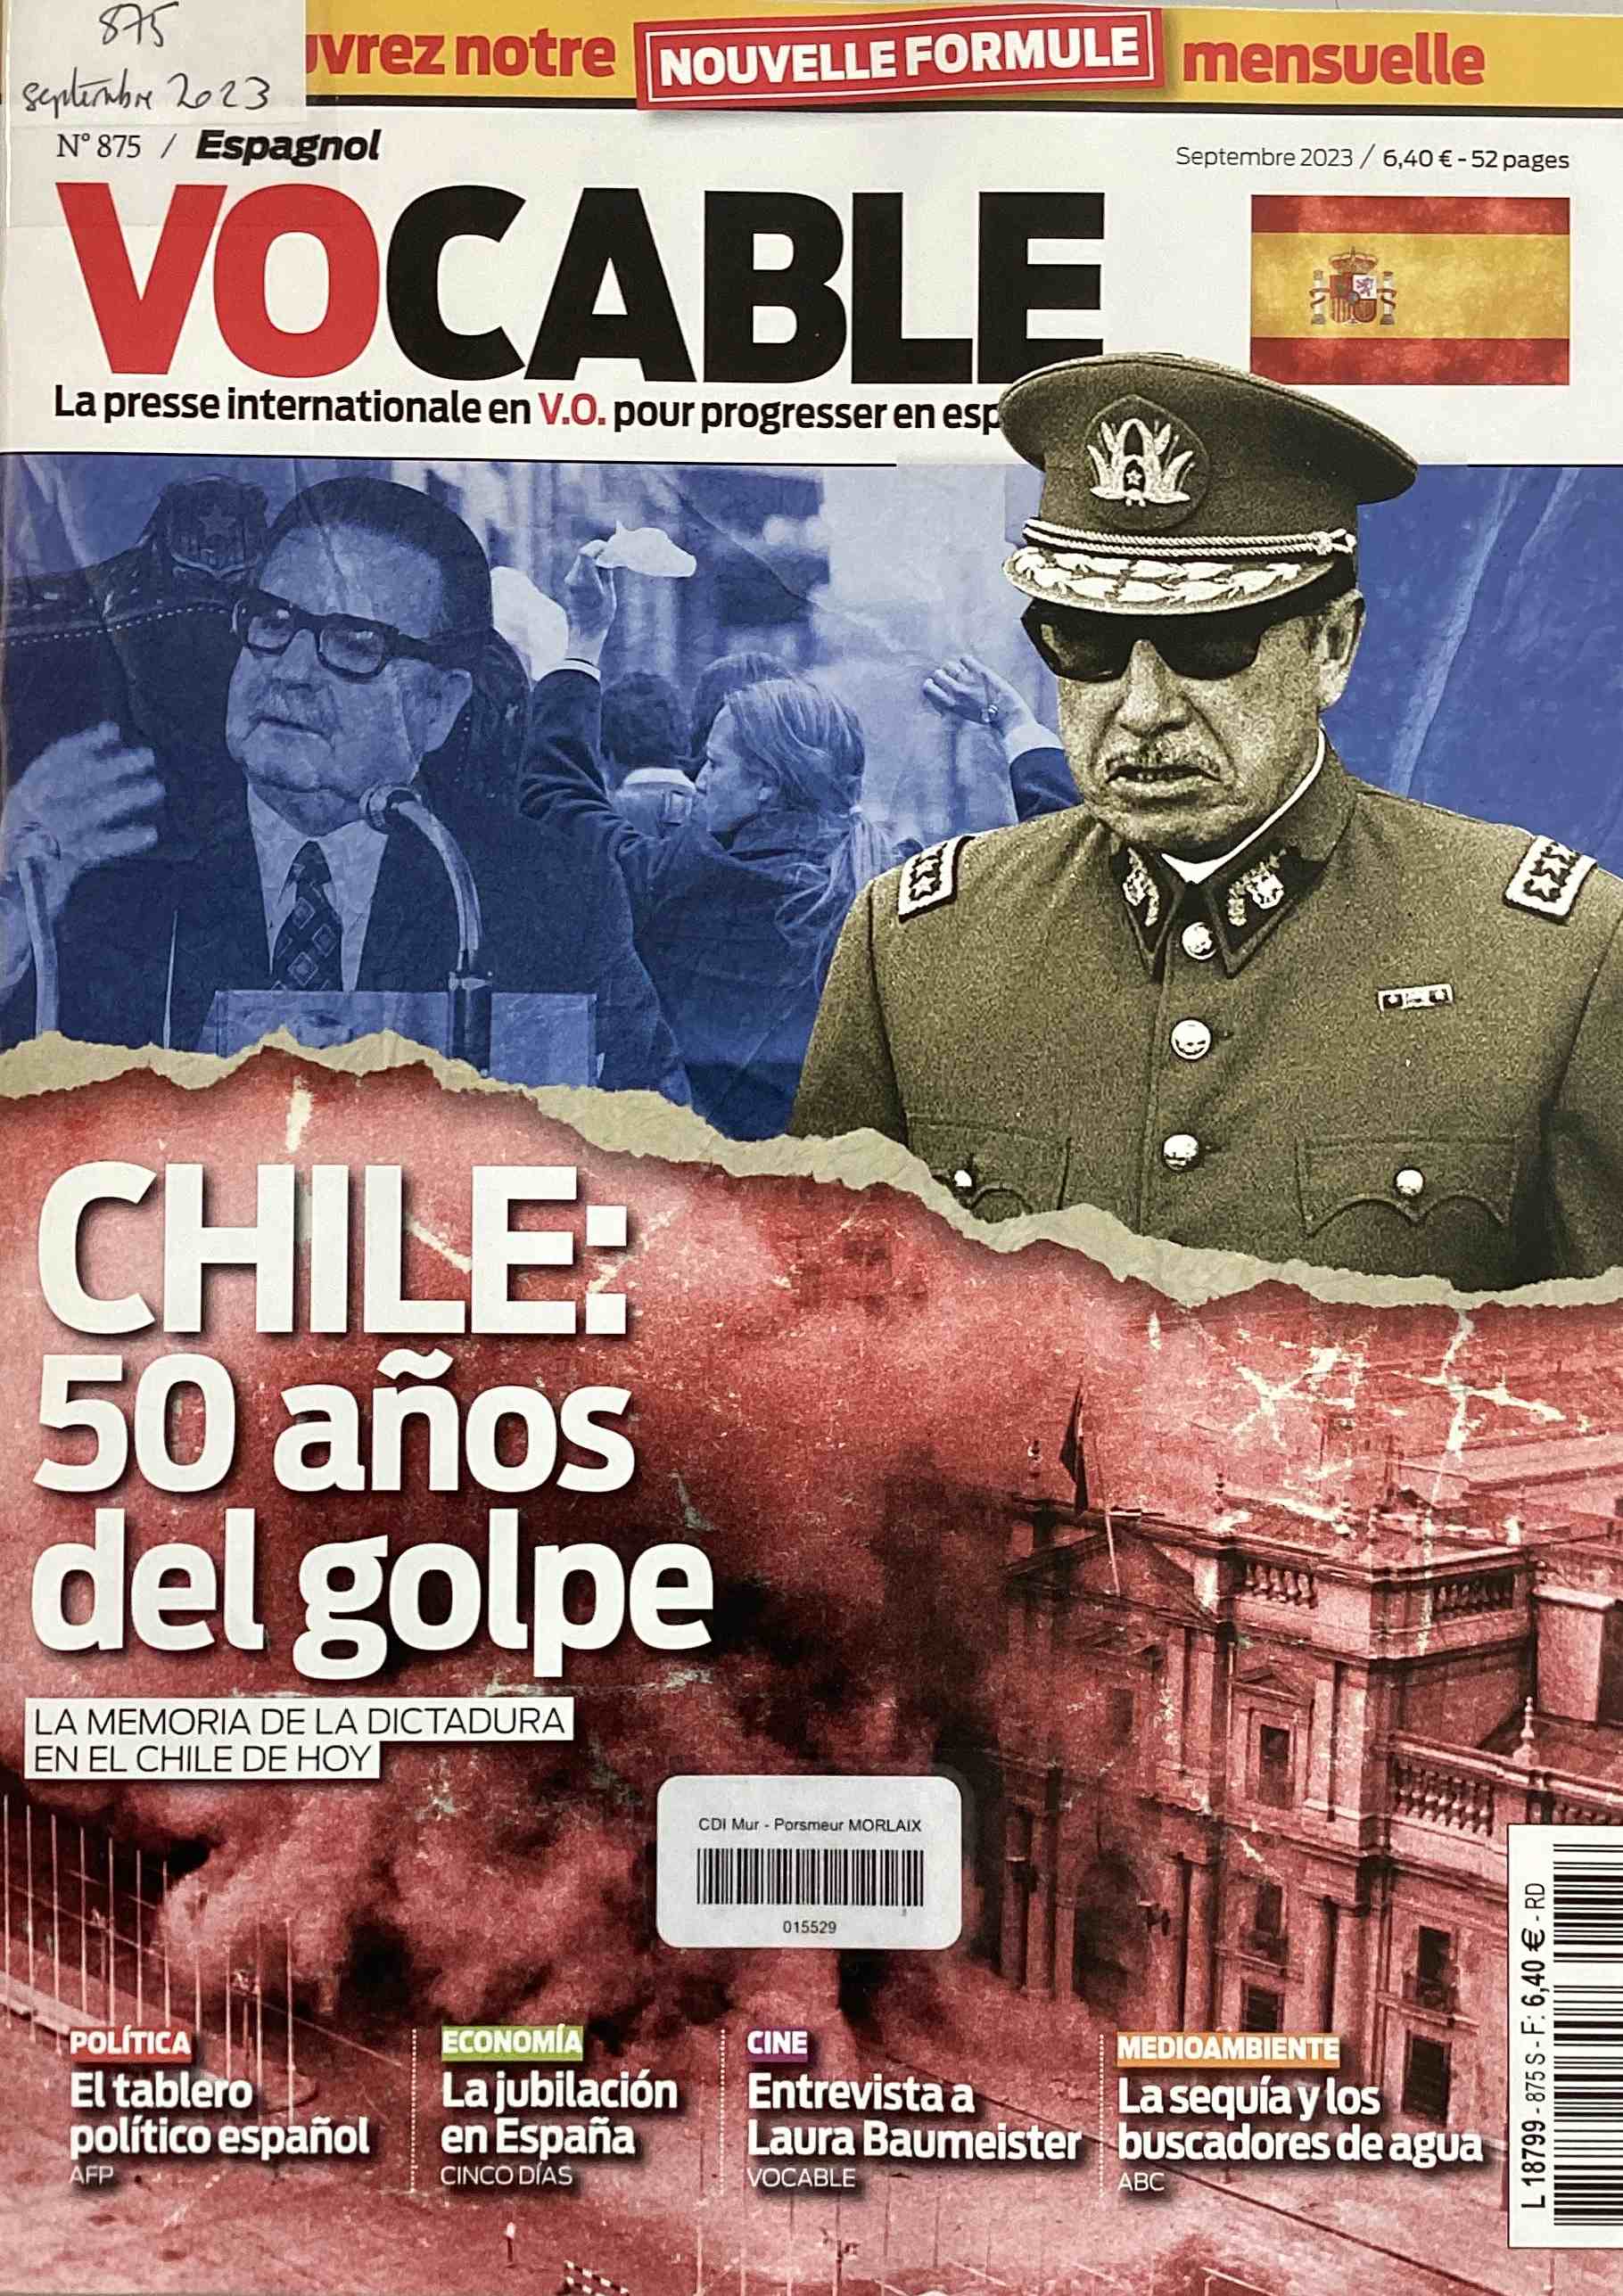 875
septembre 2023
uvrez notre NOUVELLE FORMULE mensuelle
N° 875 / Espagnol
Septembre 2023 / 6,40 € - 52 pages
VOCABLE
La presse internationale en V.O. pour progresser en esp
CHILE:
50 años
del golpe
LA MEMORIA DE LA DICTADURA
EN EL CHILE DE HOY
CDI Mur - Porsmeur MORLAIX
015529
POLÍTICA
El tablero
político español
AFP
ECONOMÍA
La jubilación
en España
CINCO DÍAS
CINE
Entrevista a
Laura Baumeister
VOCABLE
MEDIOAMBIENTE
La sequía y los
buscadores de agua
ABC
L 18799 - 875 S - F: 6,40 € - RD